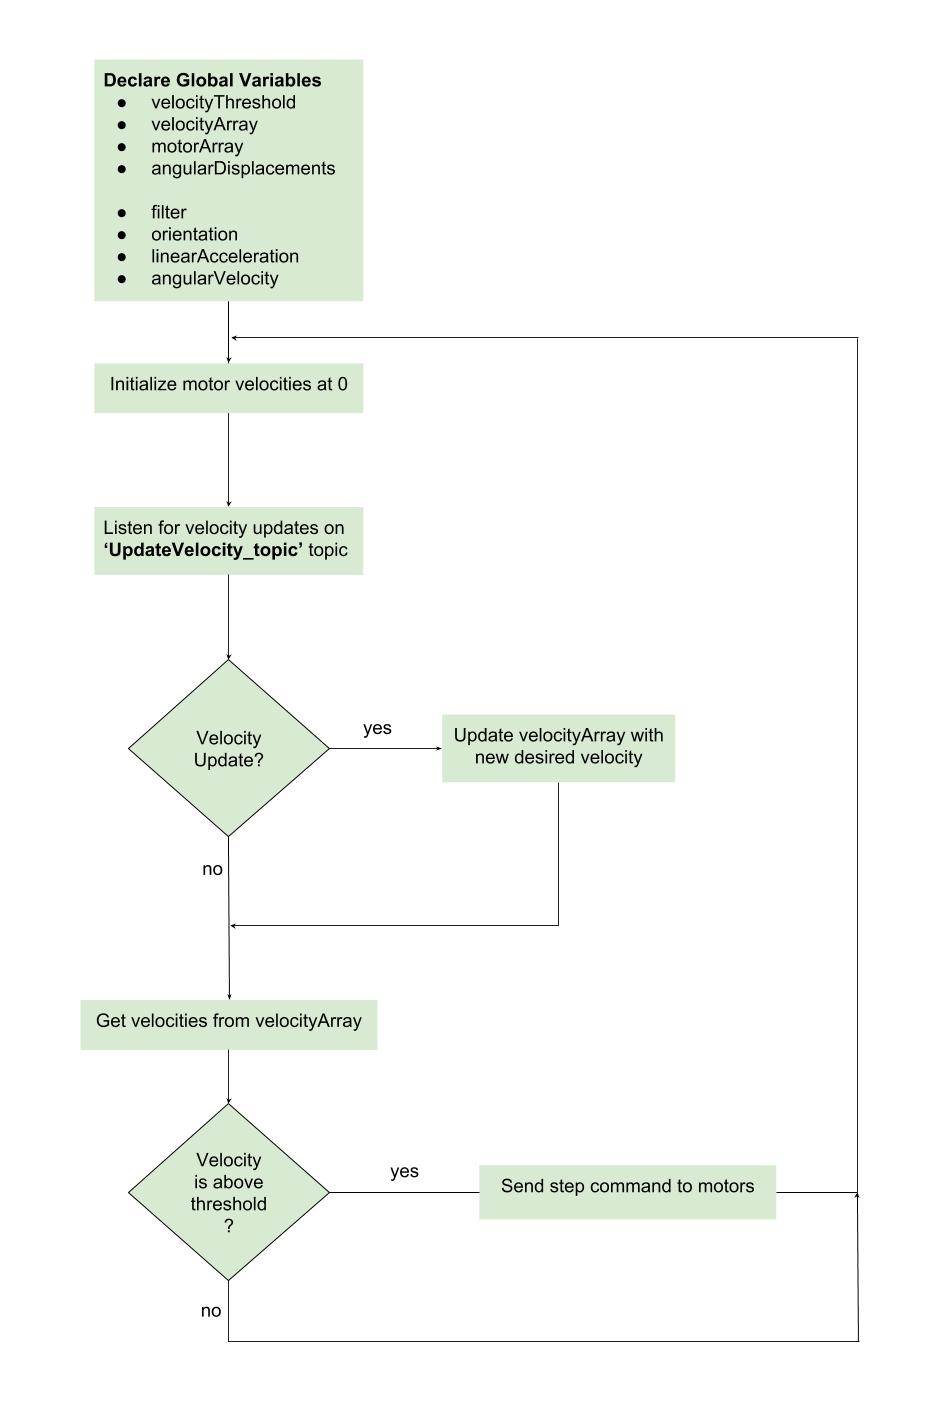 Declare Global Variables
● velocityThreshold
● velocityArray
● motorArray
● angularDisplacements
● filter
● orientation
● linearAcceleration
● angularVelocity
Initialize motor velocities at 0
Listen for velocity updates on
‘UpdateVelocity_topic’ topic
Velocity
Update?
yes
Update velocityArray with
new desired velocity
no
Get velocities from velocityArray
Velocity
is above
threshold
?
yes
Send step command to motors
no